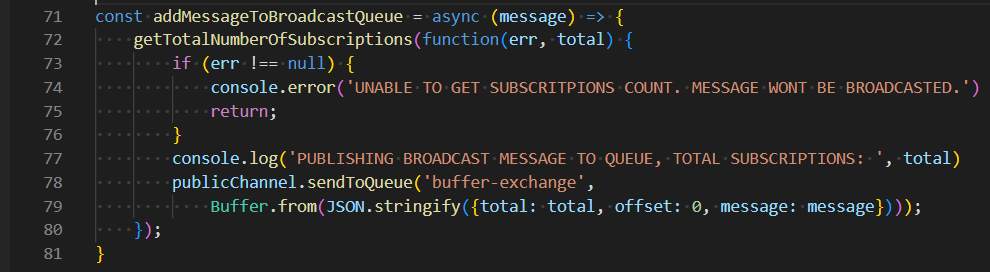 71 const addMessageToBroadcastQueue = async (message) => {
72     getTotalNumberOfSubscriptions(function(err, total) {
73         if (err !== null) {
74             console.error('UNABLE TO GET SUBSCRITPIONS COUNT. MESSAGE WONT BE BROADCASTED.')
75             return;
76         }
77         console.log('PUBLISHING BROADCAST MESSAGE TO QUEUE, TOTAL SUBSCRIPTIONS: ', total)
78         publicChannel.sendToQueue('buffer-exchange',
79             Buffer.from(JSON.stringify({total: total, offset: 0, message: message})));
80     });
81 }